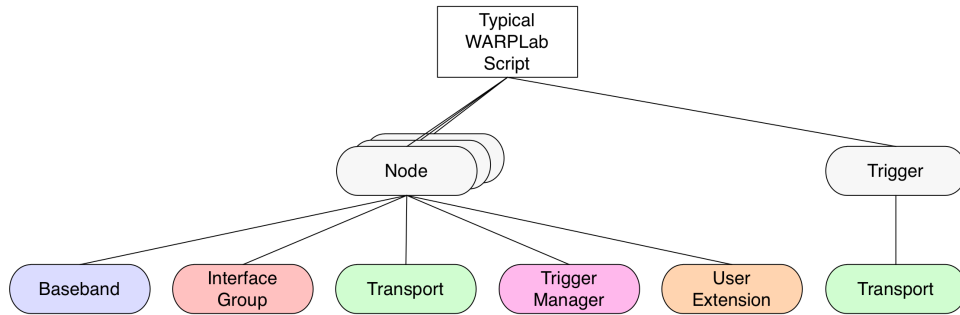 Typical
WARPLab
Script
Node
Trigger
Baseband
Interface
Group
Transport
Trigger
Manager
User
Extension
Transport